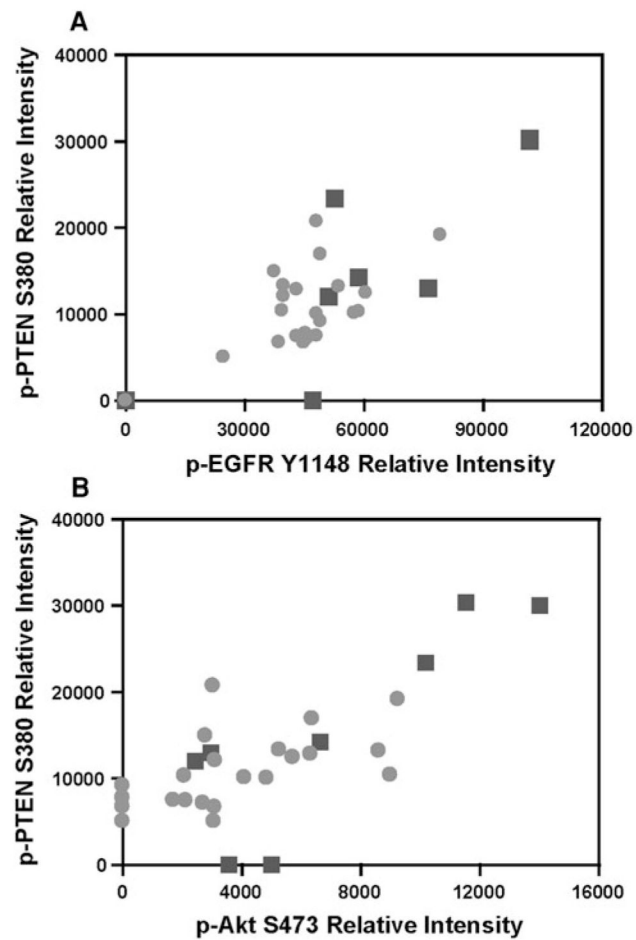 A
40000
30000
20000
10000
0
p-PTEN S380 Relative Intensity
0 30000 60000 90000 120000
p-EGFR Y1148 Relative Intensity
B
40000
30000
20000
10000
0
p-PTEN S380 Relative Intensity
0 4000 8000 12000 16000
p-Akt S473 Relative Intensity